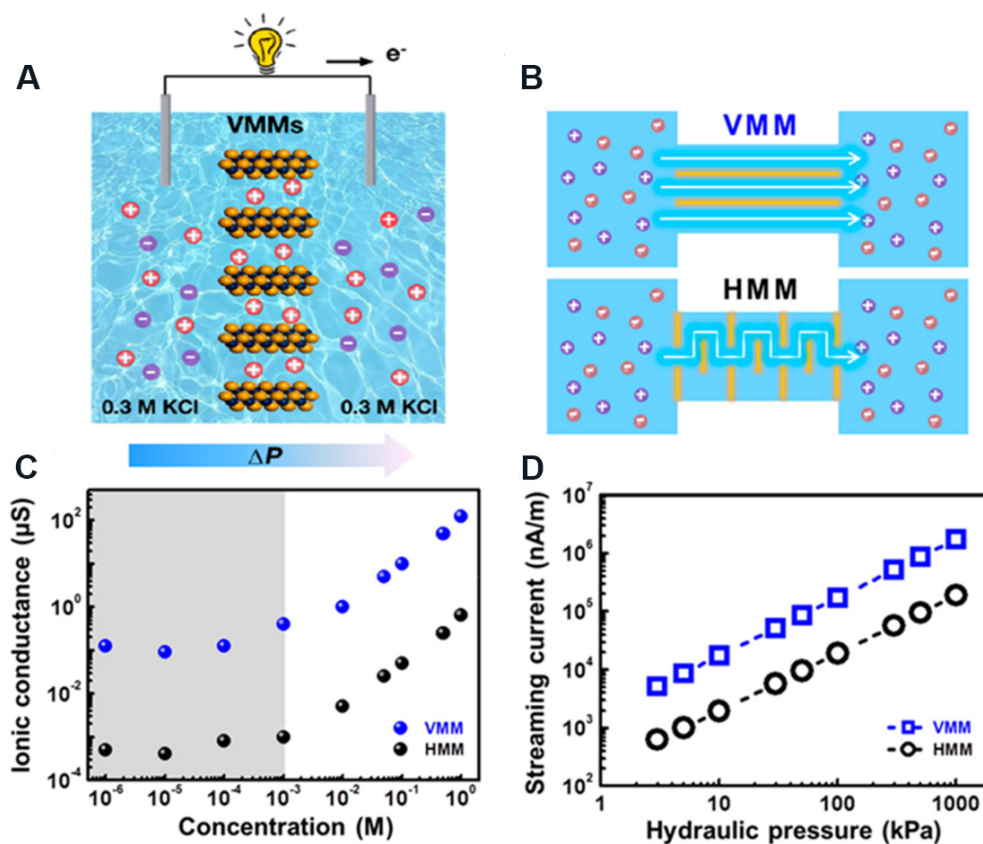 A
e⁻
VMMs
0.3 M KCl
0.3 M KCl
ΔP
B
VMM
HMM
C
Ionic conductance (μS)
10²
10⁰
10⁻²
10⁻⁴
10⁻⁶
10⁻⁵
10⁻⁴
10⁻³
10⁻²
10⁻¹
10⁰
Concentration (M)
VMM
HMM
D
Streaming current (nA/m)
10⁷
10⁶
10⁵
10⁴
10³
10²
1
10
100
1000
Hydraulic pressure (kPa)
VMM
HMM